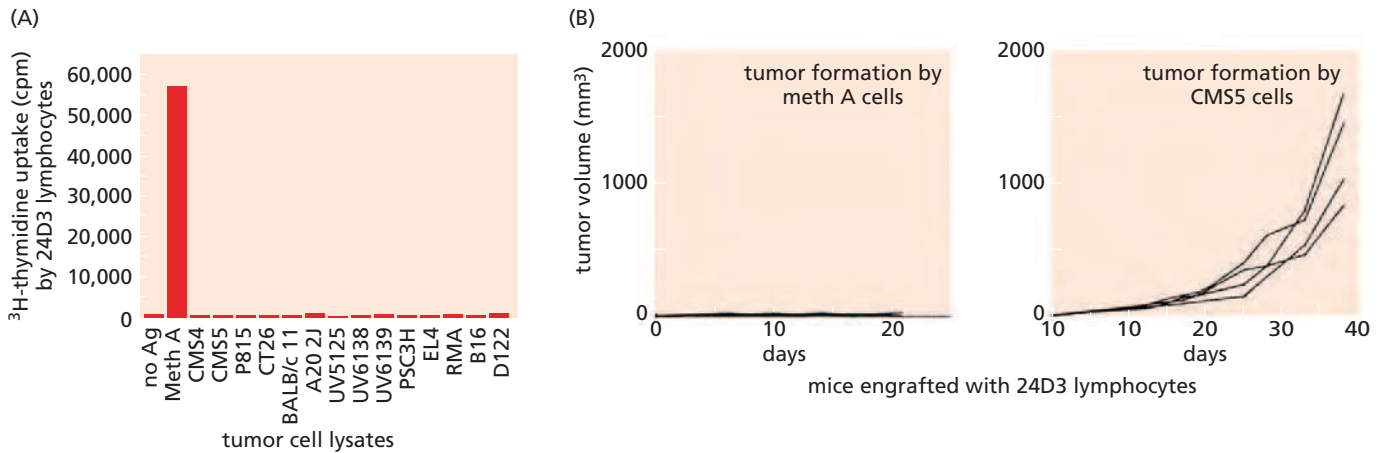 (A)
³H-thymidine uptake (cpm)
by 24D3 lymphocytes
60,000
50,000
40,000
30,000
20,000
10,000
0
no Ag
Meth A
CMS4
CMS5
P815
CT26
BALB/c 11
A20 2J
UV5125
UV6138
UV6139
PSC3H
EL4
RMA
B16
D122
tumor cell lysates
(B)
tumor volume (mm³)
2000
1000
0
tumor formation by
meth A cells
0
10
20
days
2000
1000
0
tumor formation by
CMS5 cells
10
10
20
30
40
days
mice engrafted with 24D3 lymphocytes